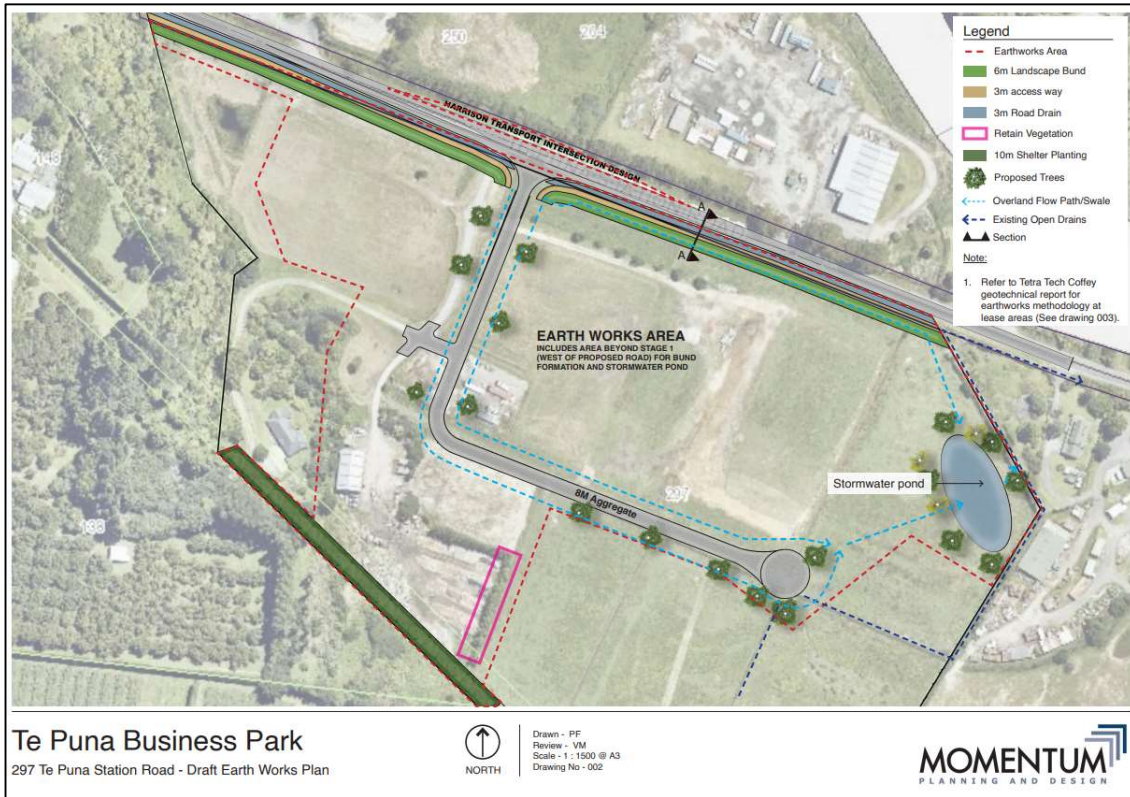 250
204
148
138
297
HARRISON TRANSPORT INTERSECTION DESIGN
A
A
EARTH WORKS AREA
INCLUDES AREA BEYOND STAGE 1
(WEST OF PROPOSED ROAD) FOR BUND
FORMATION AND STORMWATER POND
Stormwater pond
8M Aggregate
Legend
Earthworks Area
6m Landscape Bund
3m access way
3m Road Drain
Retain Vegetation
10m Shelter Planting
Proposed Trees
Overland Flow Path/Swale
Existing Open Drains
Section
Note:
1. Refer to Tetra Tech Coffey
geotechnical report for
earthworks methodology at
lease areas (See drawing 003).
Te Puna Business Park
297 Te Puna Station Road - Draft Earth Works Plan
NORTH
Drawn - PF
Review - VM
Scale - 1 : 1500 @ A3
Drawing No - 002
MOMENTUM
PLANNING AND DESIGN